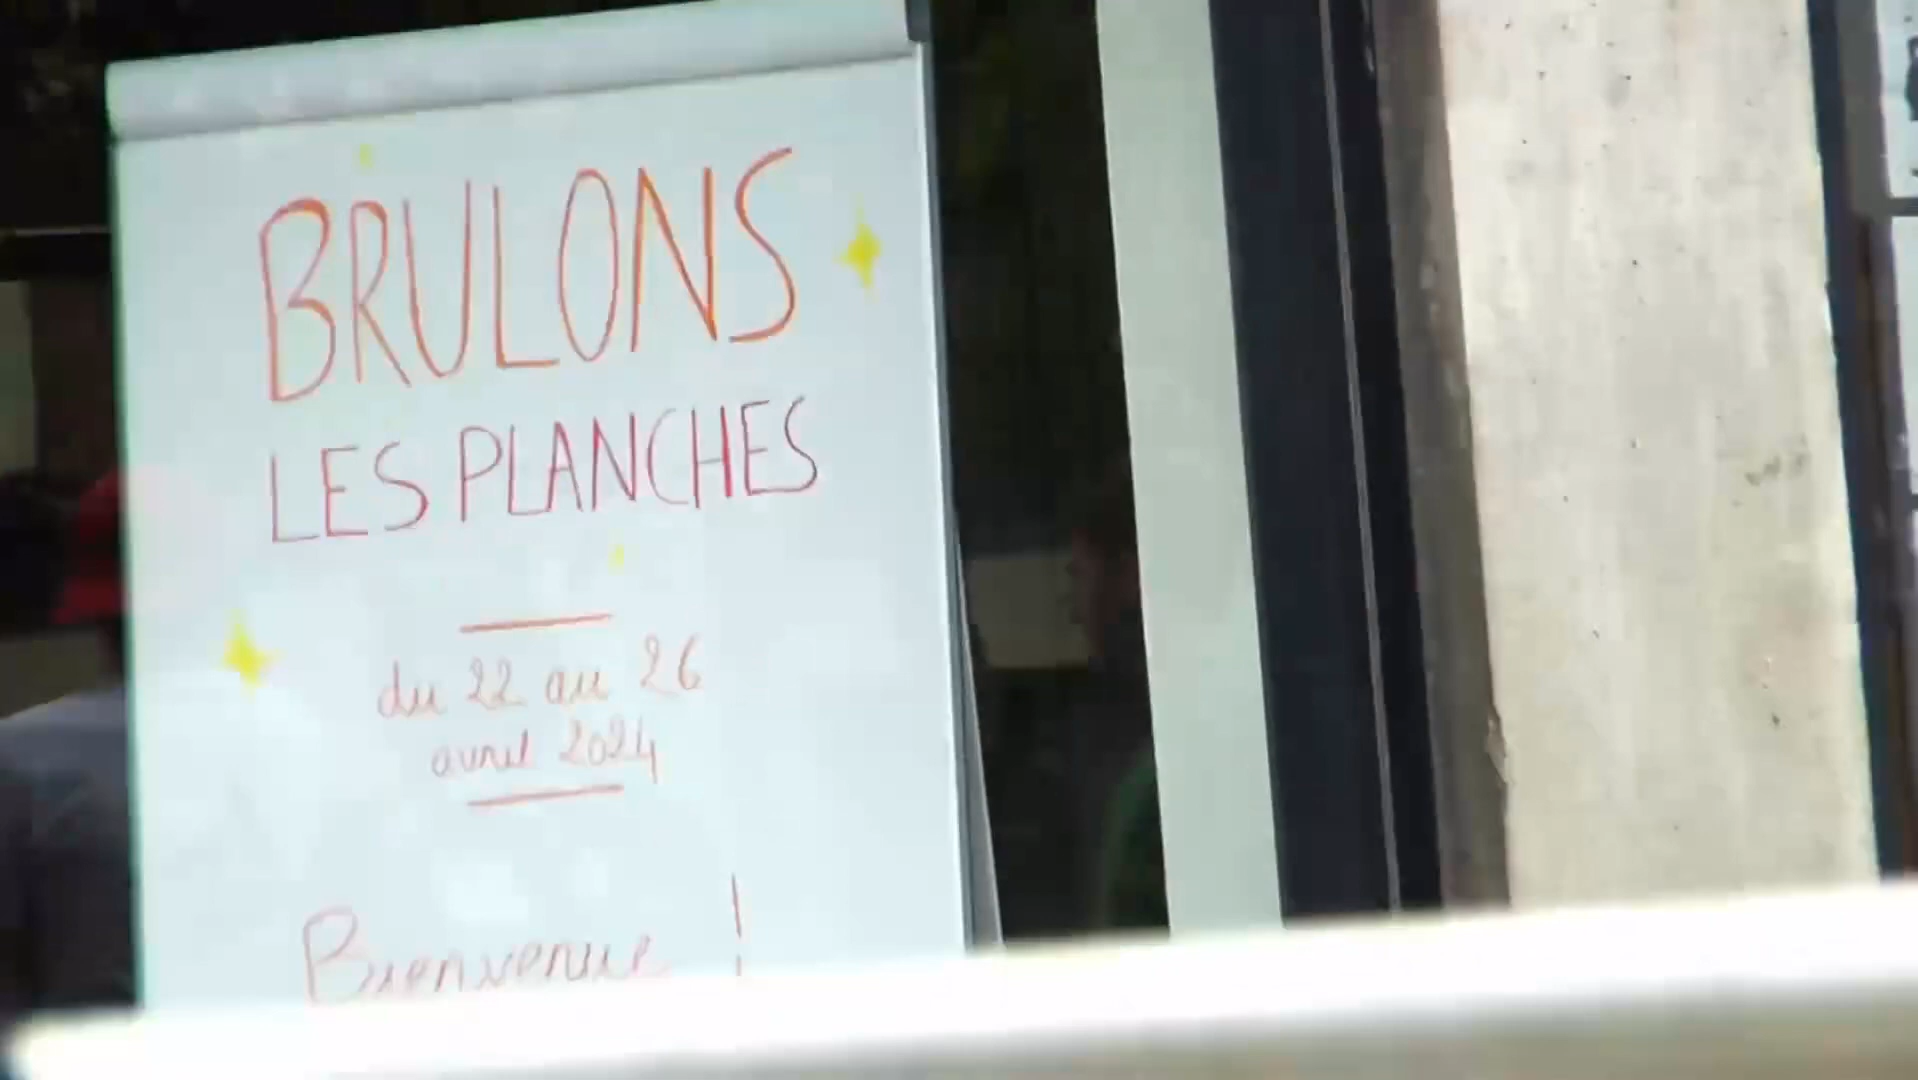 BRULONS
LES PLANCHES
du 22 au 26
avril 2024
Bienvenue !